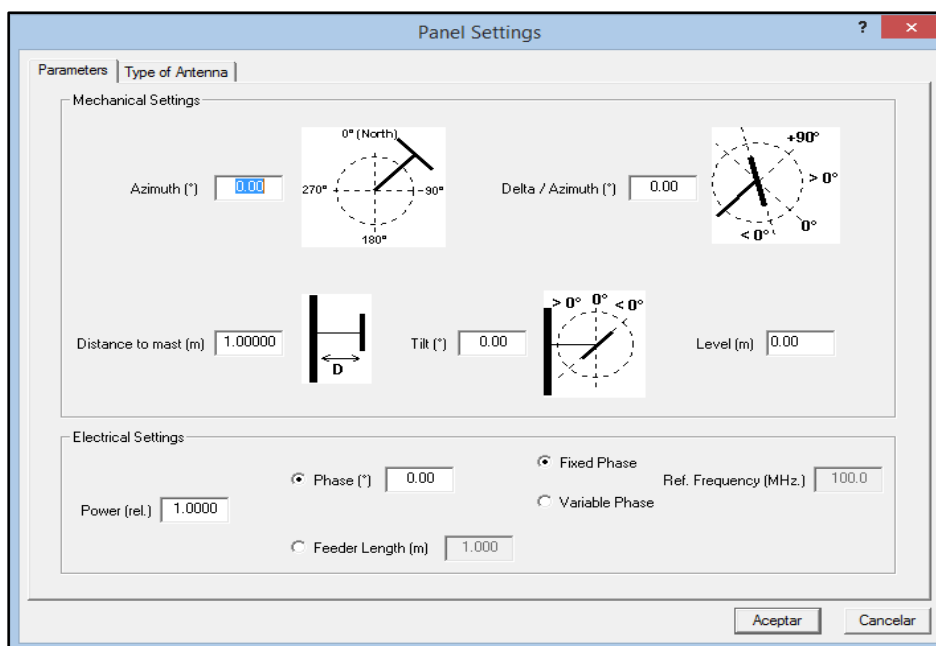 Panel Settings
? ×
Parameters Type of Antenna
Mechanical Settings
Azimuth (°) 0.00
0° (North)
270° 90°
180°
Delta / Azimuth (°) 0.00
+90°
> 0°
0°
< 0°
Distance to mast (m) 1.00000
D
Tilt (°) 0.00
> 0° 0° < 0°
Level (m) 0.00
Electrical Settings
Power (rel.) 1.0000
Phase (°) 0.00
Feeder Length (m) 1.000
Fixed Phase
Variable Phase
Ref. Frequency (MHz.) 100.0
Aceptar Cancelar